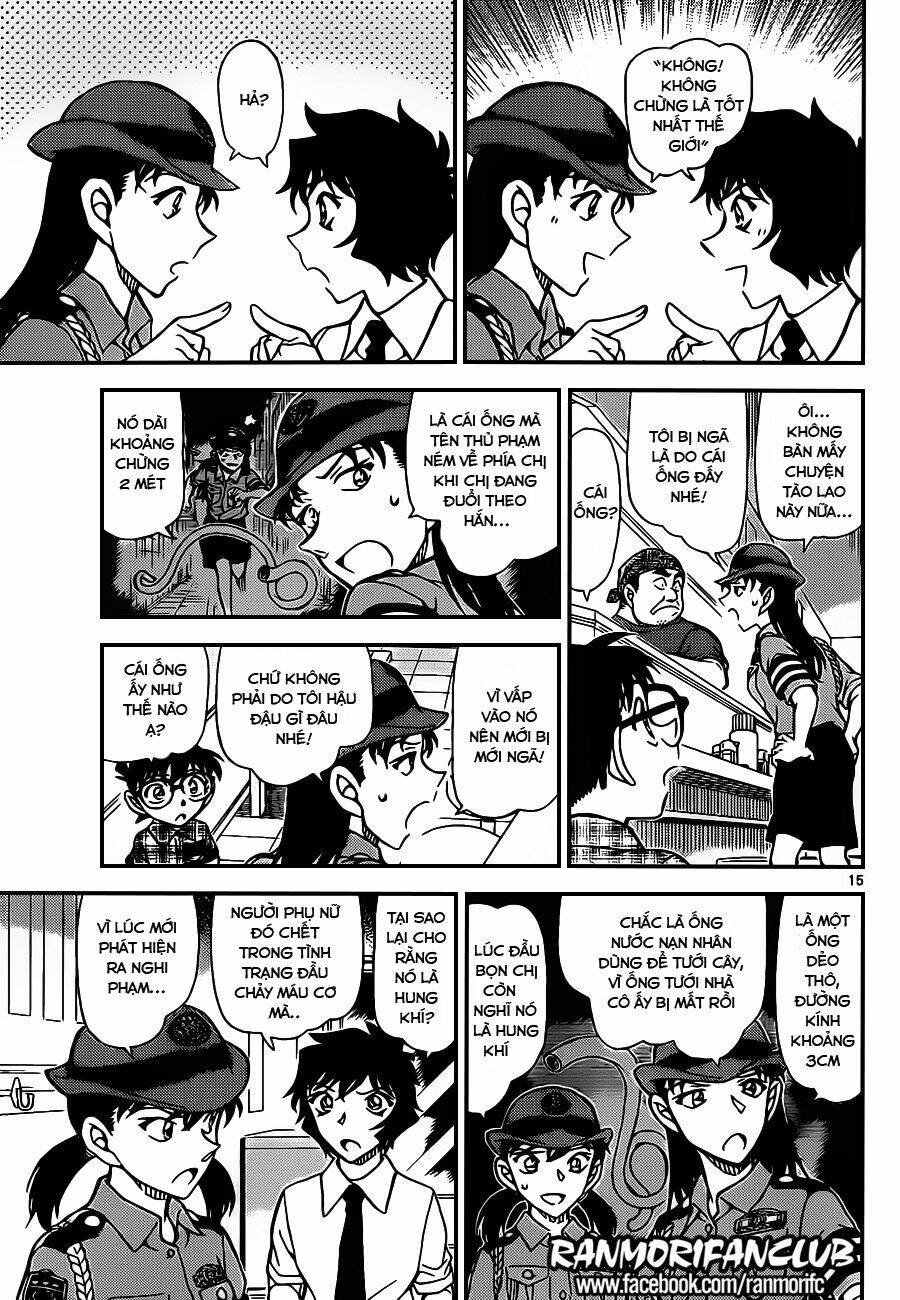 "KHÔNG!
KHÔNG
CHỪNG LÀ TỐT
NHẤT THẾ
GIỚI"
HẢ?
ÔI...
KHÔNG
BÀN MẤY
CHUYỆN
TÀO LAO
NÀY NỮA...
TÔI BỊ NGÃ
LÀ DO CÁI
ỐNG ĐẤY
NHÉ!
CÁI
ỐNG?
LÀ CÁI ỐNG MÀ
TÊN THỦ PHẠM
NÉM VỀ PHÍA CHỊ
KHI CHỊ ĐANG
ĐUỔI THEO
HẮN...
NÓ DÀI
KHOẢNG
CHỪNG
2 MÉT
VÌ VẤP
VÀO NÓ
NÊN MỚI BỊ
MỚI NGÃ!
CHỨ KHÔNG
PHẢI DO TÔI HẬU
ĐẬU GÌ ĐÂU
NHÉ!
CÁI ỐNG
ẤY NHƯ
THẾ NÀO
Ạ?
15
LÀ MỘT
ỐNG
DẺO
THÔ,
ĐƯỜNG
KÍNH
KHOẢNG
3CM
CHẮC LÀ ỐNG
NƯỚC NẠN NHÂN
DÙNG ĐỂ TƯỚI CÂY,
VÌ ỐNG TƯỚI NHÀ
CÔ ẤY BỊ MẤT RỒI
LÚC ĐẦU
BỌN CHỊ
CÒN
NGHĨ NÓ
LÀ HUNG
KHÍ
TẠI SAO
LẠI CHO
RẰNG
NÓ LÀ
HUNG
KHÍ?
NGƯỜI PHỤ NỮ
ĐÓ CHẾT
TRONG TÌNH
TRẠNG ĐẦU
CHẢY MÁU CƠ
MÀ..
VÌ LÚC MỚI
PHÁT HIỆN
RA NGHI
PHẠM...
RANMORIFANCLUB
www.facebook.com/ranmorifc